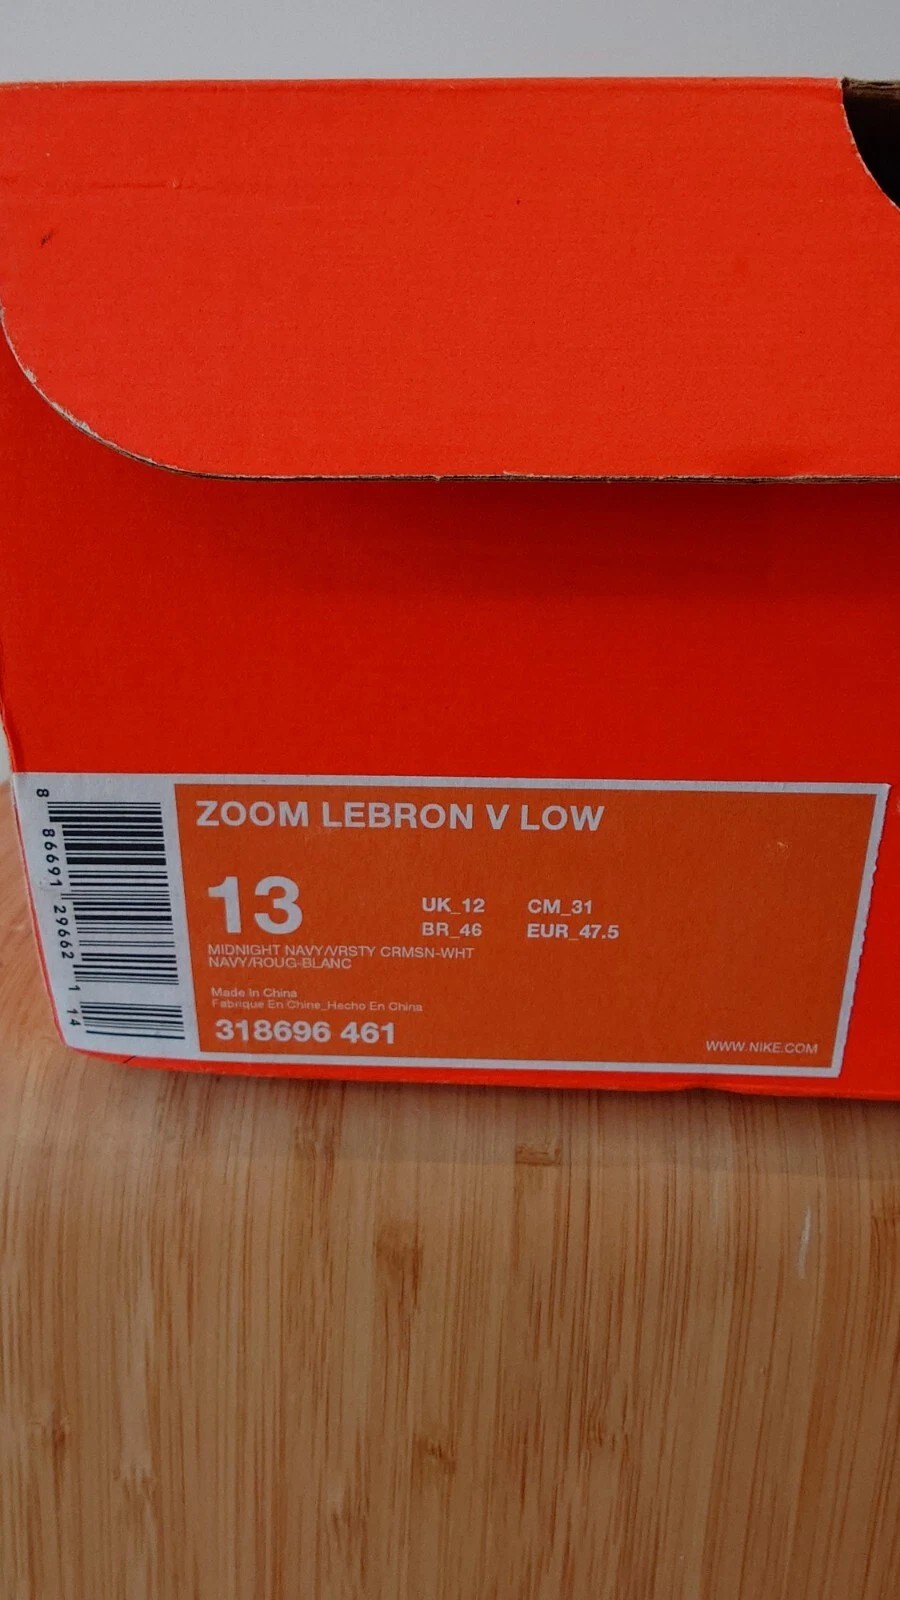 ZOOM LEBRON V LOW
13
UK_12 CM_31
BR_46 EUR_47.5
MIDNIGHT NAVY/VRSTY CRMSN-WHT
NAVY/ROUG-BLANC
Made In China
Fabrique En Chine_Hecho En China
318696 461
WWW.NIKE.COM
8 86691 29662 1 14